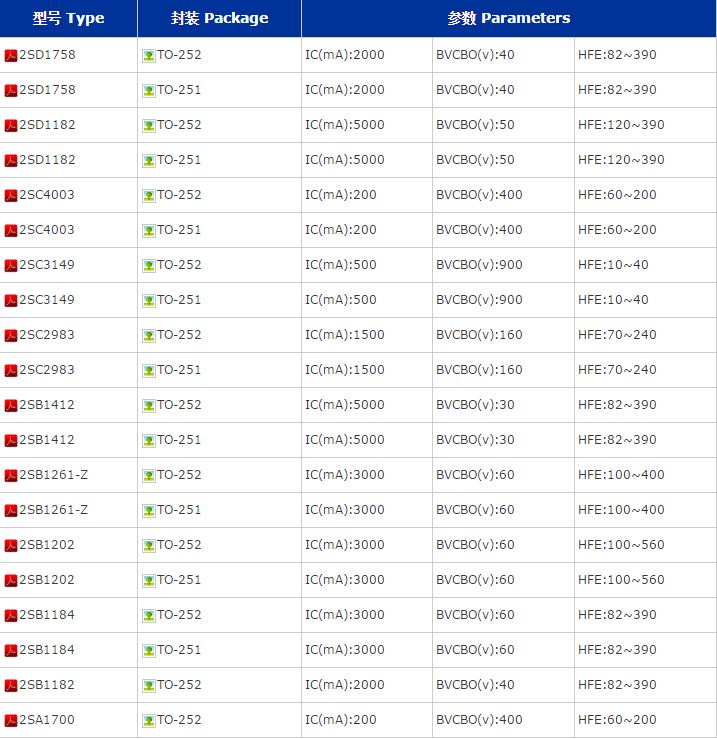 型号 Type 封装 Package 参数 Parameters
2SD1758 TO-252 IC(mA):2000 BVCBO(v):40 HFE:82~390
2SD1758 TO-251 IC(mA):2000 BVCBO(v):40 HFE:82~390
2SD1182 TO-252 IC(mA):5000 BVCBO(v):50 HFE:120~390
2SD1182 TO-251 IC(mA):5000 BVCBO(v):50 HFE:120~390
2SC4003 TO-252 IC(mA):200 BVCBO(v):400 HFE:60~200
2SC4003 TO-251 IC(mA):200 BVCBO(v):400 HFE:60~200
2SC3149 TO-252 IC(mA):500 BVCBO(v):900 HFE:10~40
2SC3149 TO-251 IC(mA):500 BVCBO(v):900 HFE:10~40
2SC2983 TO-252 IC(mA):1500 BVCBO(v):160 HFE:70~240
2SC2983 TO-251 IC(mA):1500 BVCBO(v):160 HFE:70~240
2SB1412 TO-252 IC(mA):5000 BVCBO(v):30 HFE:82~390
2SB1412 TO-251 IC(mA):5000 BVCBO(v):30 HFE:82~390
2SB1261-Z TO-252 IC(mA):3000 BVCBO(v):60 HFE:100~400
2SB1261-Z TO-251 IC(mA):3000 BVCBO(v):60 HFE:100~400
2SB1202 TO-252 IC(mA):3000 BVCBO(v):60 HFE:100~560
2SB1202 TO-251 IC(mA):3000 BVCBO(v):60 HFE:100~560
2SB1184 TO-252 IC(mA):3000 BVCBO(v):60 HFE:82~390
2SB1184 TO-251 IC(mA):3000 BVCBO(v):60 HFE:82~390
2SB1182 TO-252 IC(mA):2000 BVCBO(v):40 HFE:82~390
2SA1700 TO-252 IC(mA):200 BVCBO(v):400 HFE:60~200